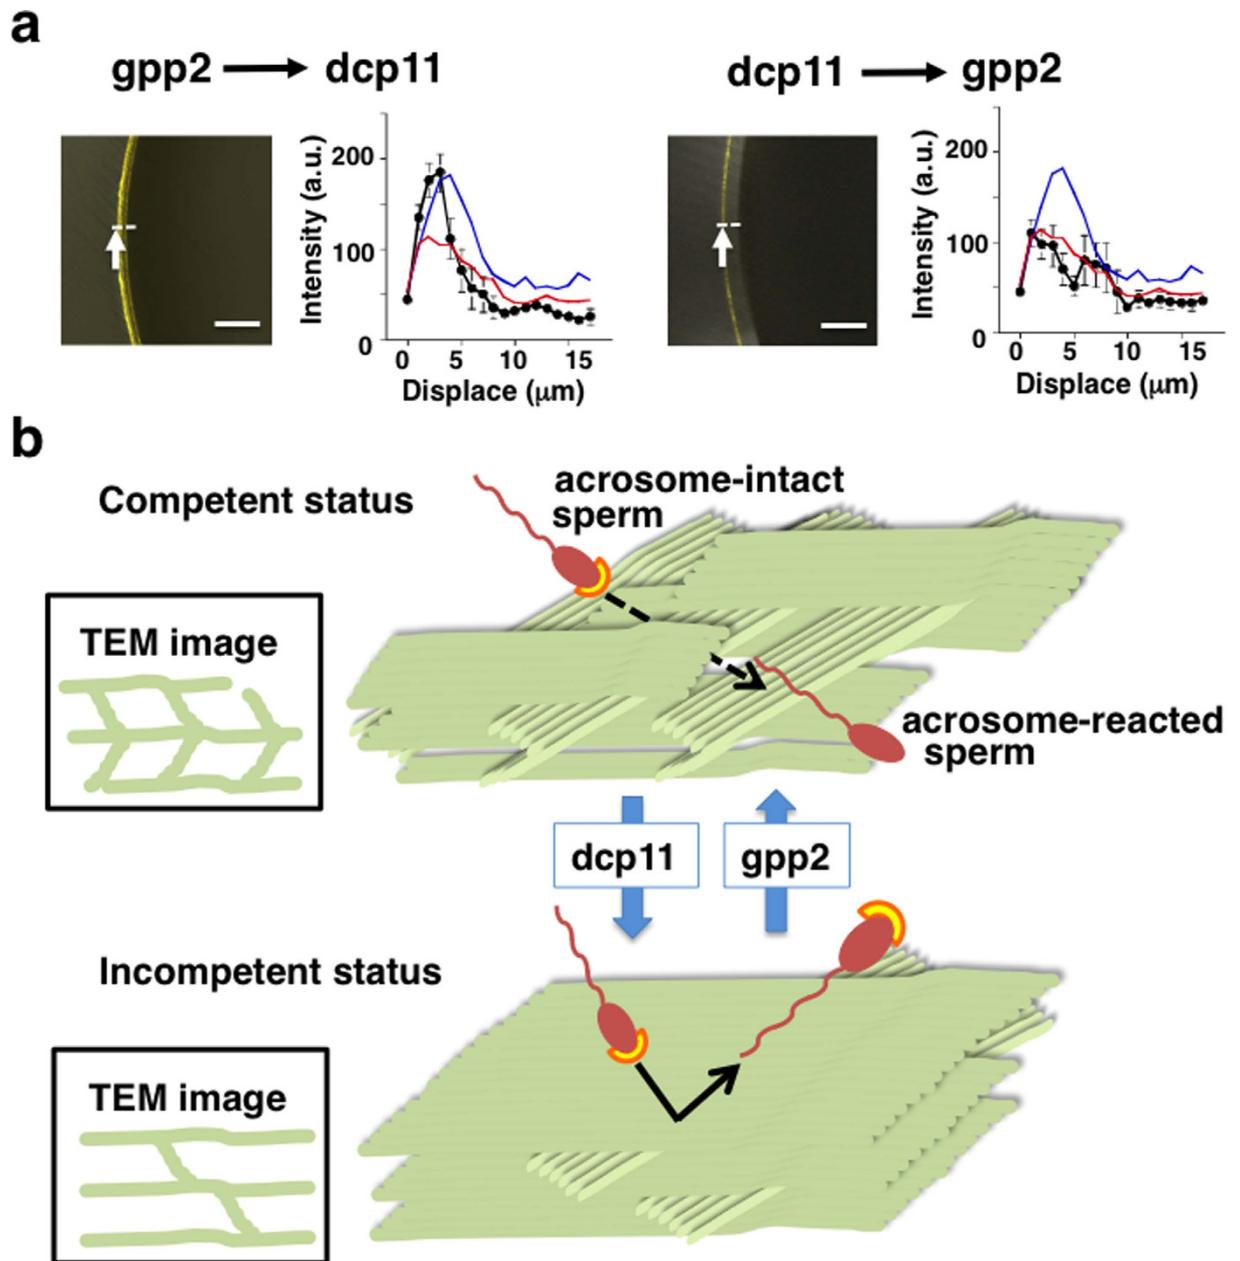 a
gpp2 → dcp11
dcp11 → gpp2
Intensity (a.u.)
200
100
0
0 5 10 15
Displace (μm)
Intensity (a.u.)
200
100
0
0 5 10 15
Displace (μm)
b
Competent status
acrosome-intact
sperm
TEM image
acrosome-reacted
sperm
dcp11
gpp2
Incompetent status
TEM image